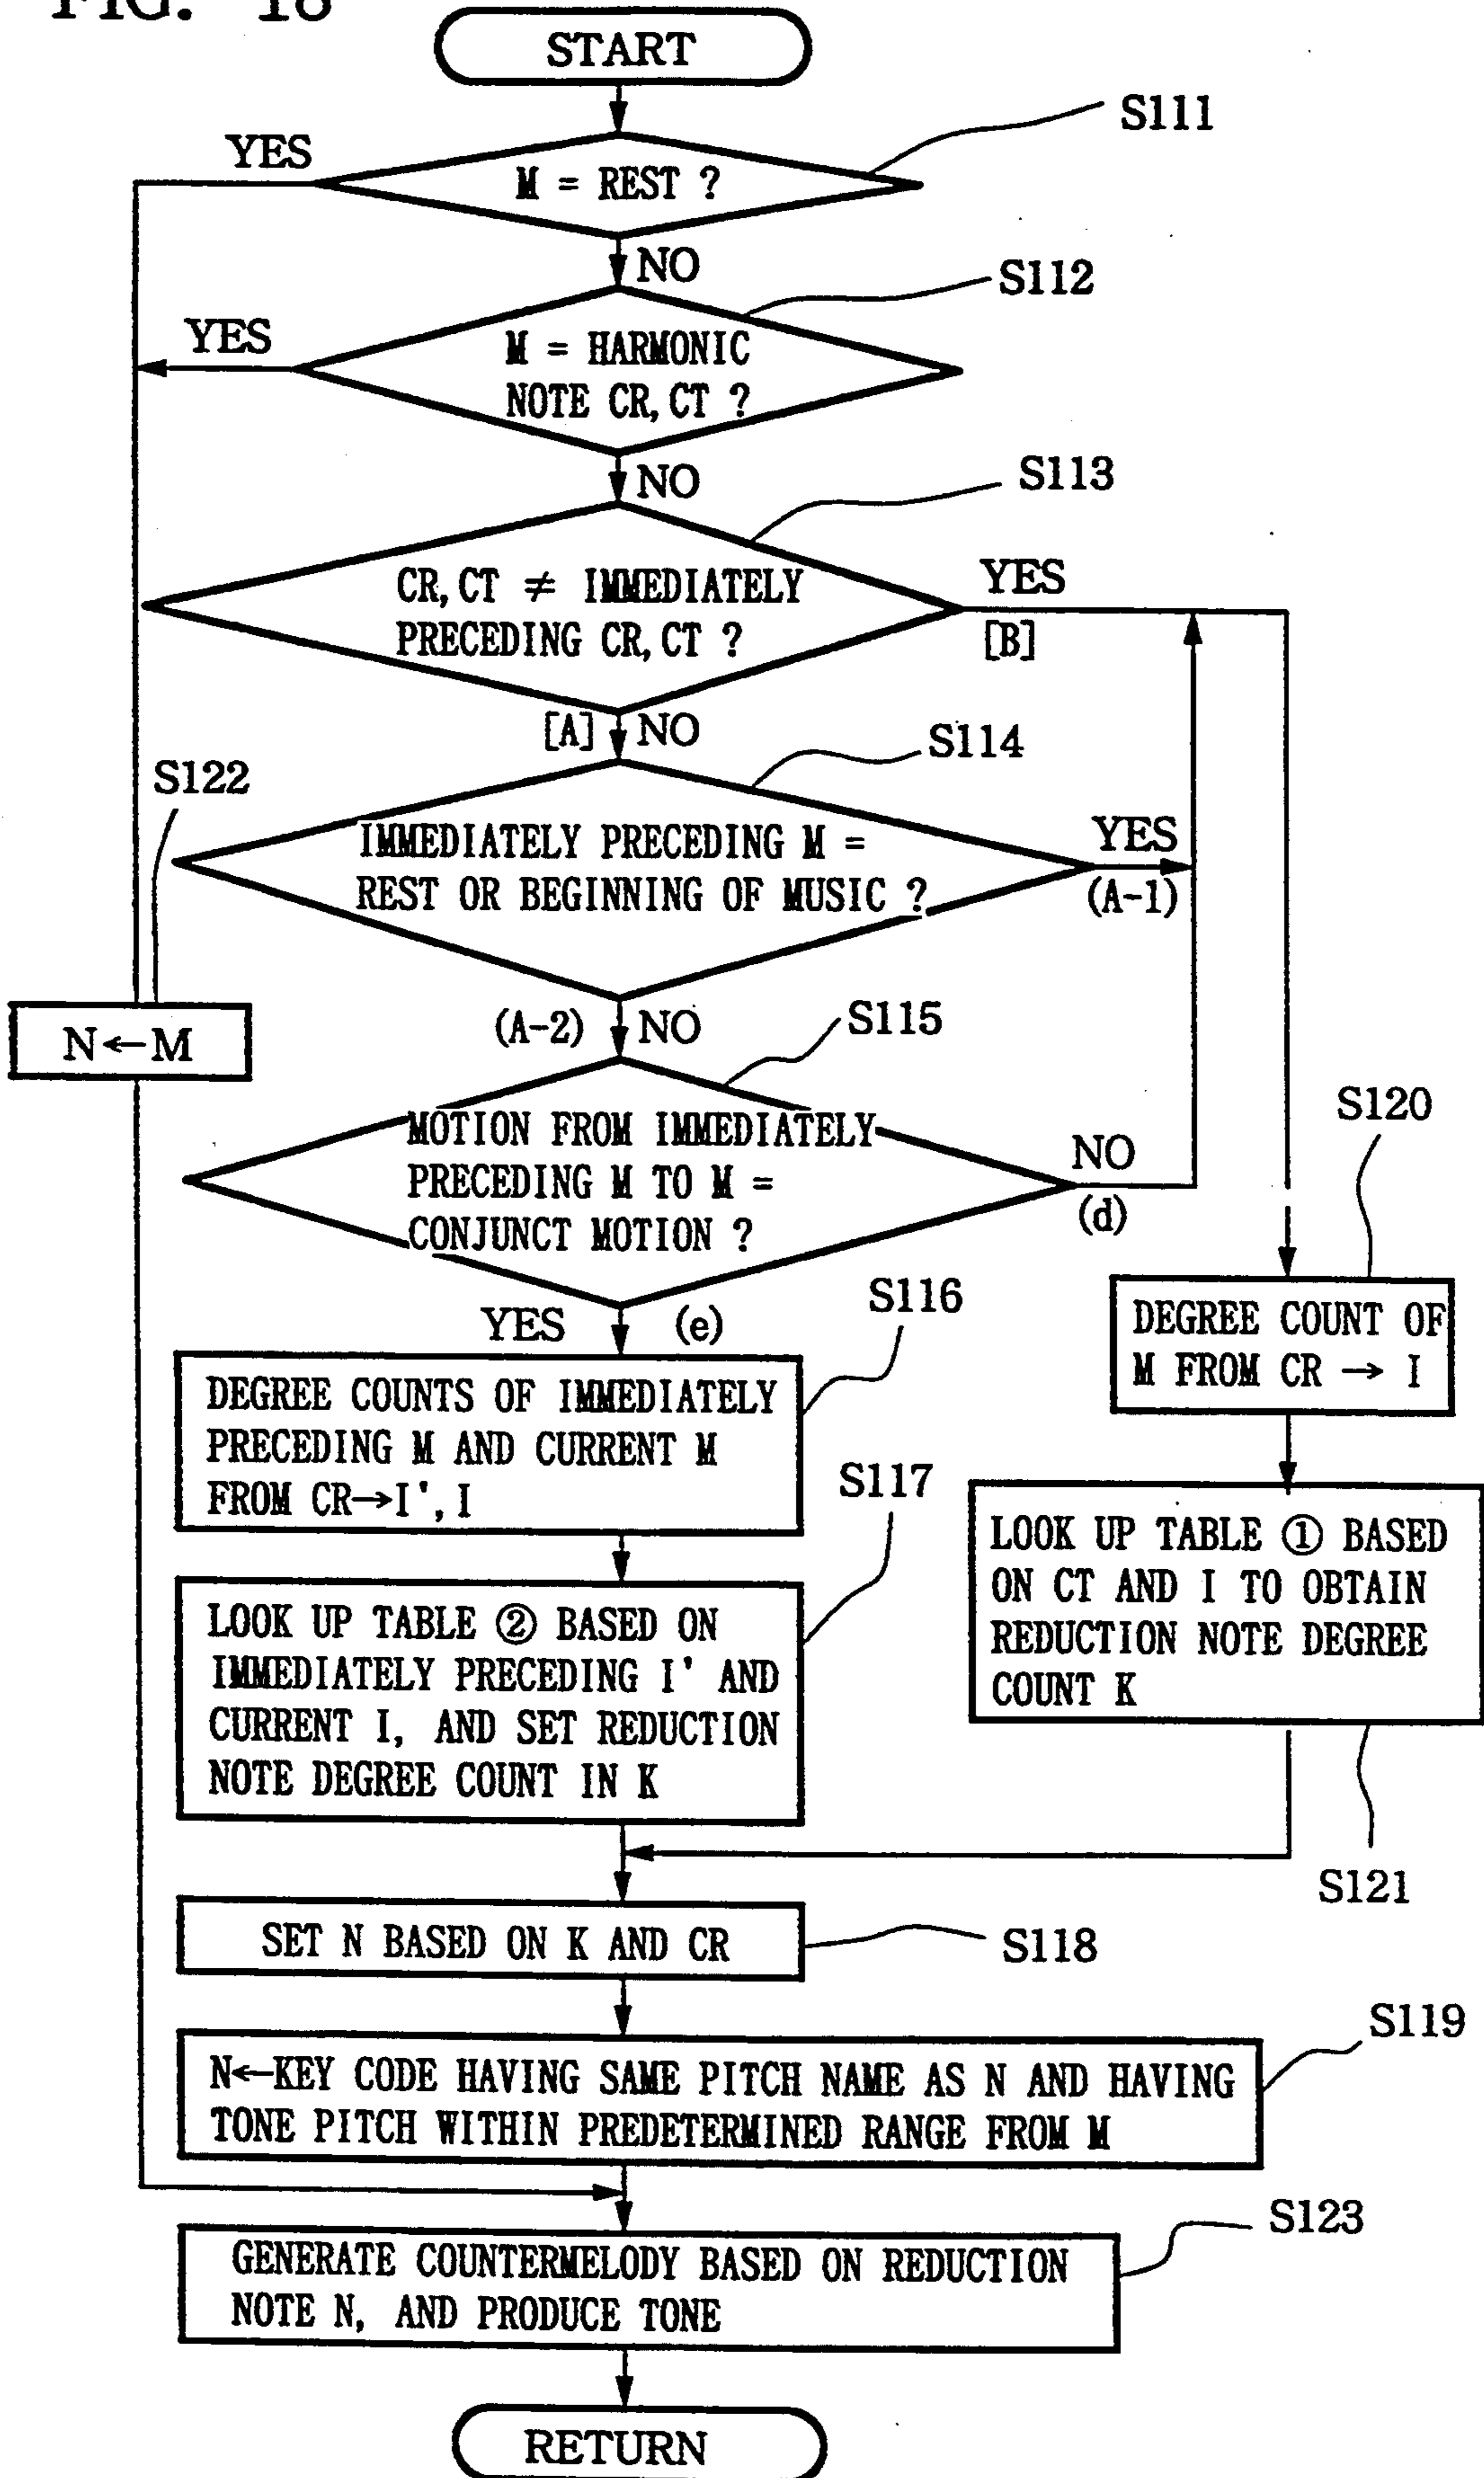 FIG. 18
START
S111
YES
M = REST ?
NO
S112
YES
M = HARMONIC
NOTE CR, CT ?
NO
S113
CR, CT ≠ IMMEDIATELY
PRECEDING CR, CT ?
YES
[B]
[A] NO
S114
S122
IMMEDIATELY PRECEDING M =
REST OR BEGINNING OF MUSIC ?
YES
(A-1)
N←M
(A-2) NO
S115
MOTION FROM IMMEDIATELY
PRECEDING M TO M =
CONJUNCT MOTION ?
NO
(d)
S120
DEGREE COUNT OF
M FROM CR → I
YES (e)
S116
DEGREE COUNTS OF IMMEDIATELY
PRECEDING M AND CURRENT M
FROM CR→I', I
S117
LOOK UP TABLE ① BASED
ON CT AND I TO OBTAIN
REDUCTION NOTE DEGREE
COUNT K
LOOK UP TABLE ② BASED ON
IMMEDIATELY PRECEDING I' AND
CURRENT I, AND SET REDUCTION
NOTE DEGREE COUNT IN K
S121
SET N BASED ON K AND CR
S118
S119
N←KEY CODE HAVING SAME PITCH NAME AS N AND HAVING
TONE PITCH WITHIN PREDETERMINED RANGE FROM M
S123
GENERATE COUNTERMELODY BASED ON REDUCTION
NOTE N, AND PRODUCE TONE
RETURN